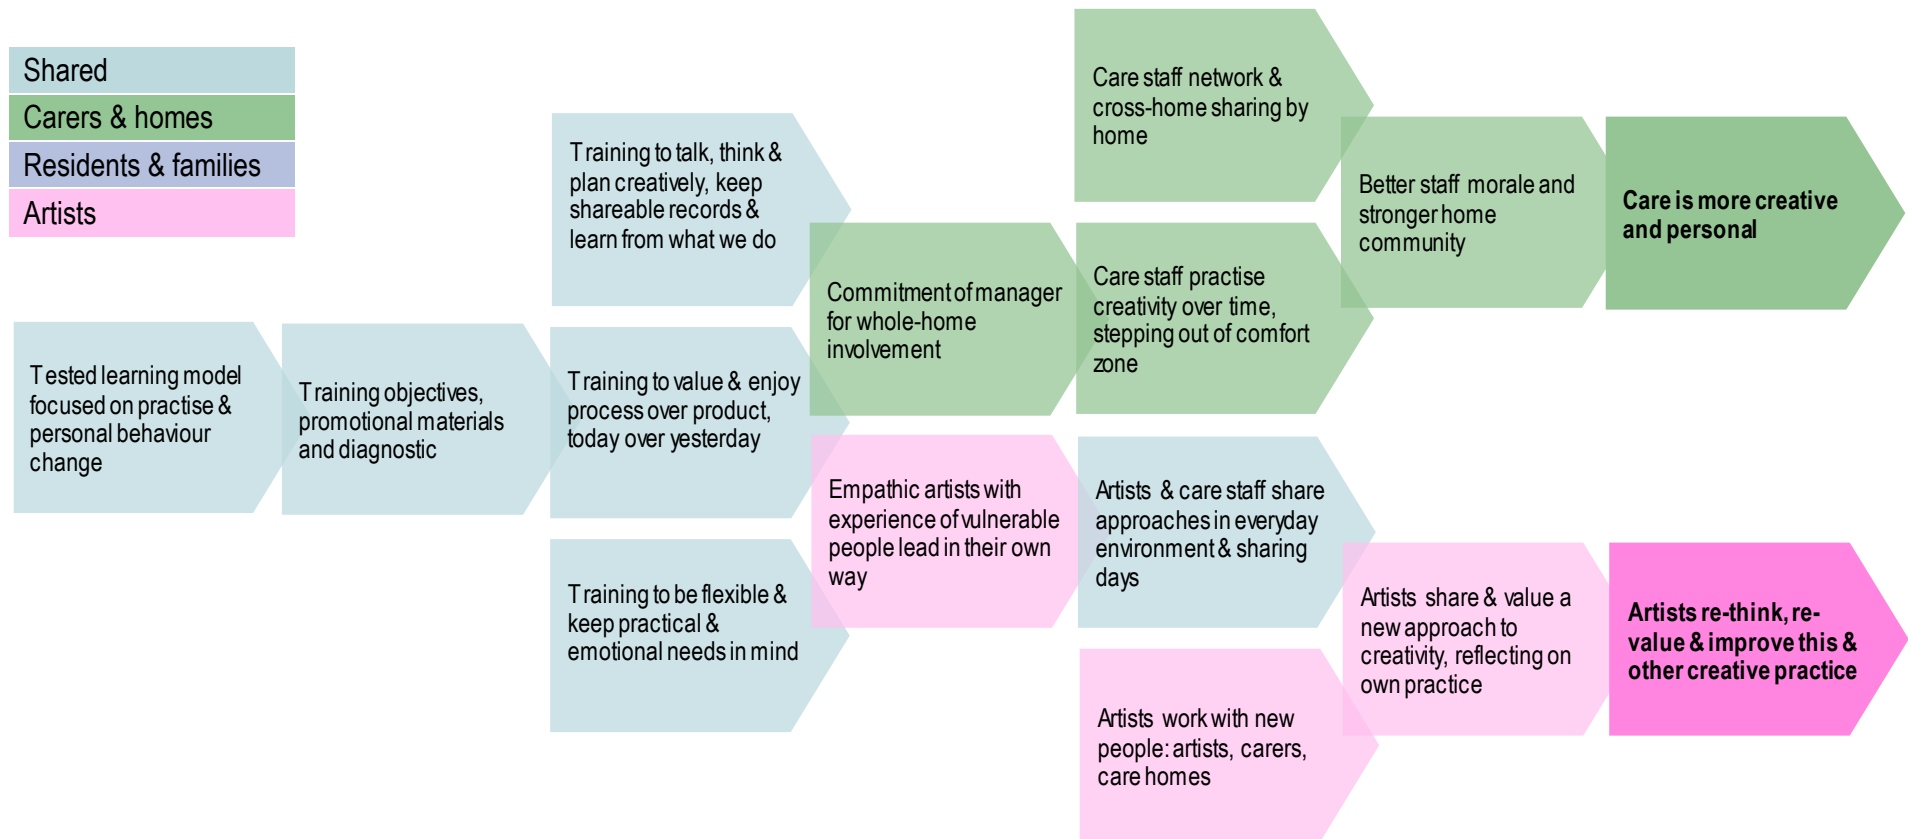 Shared
Carers & homes
Residents & families
Artists
Tested learning model
focused on practise &
personal behaviour
change
Training objectives,
promotional materials
and diagnostic
Training to talk, think &
plan creatively, keep
shareable records &
learn from what we do
Training to value & enjoy
process over product,
today over yesterday
Training to be flexible &
keep practical &
emotional needs in mind
Commitment of manager
for whole-home
involvement
Empathic artists with
experience of vulnerable
people lead in their own
way
Care staff network &
cross-home sharing by
home
Care staff practise
creativity over time,
stepping out of comfort
zone
Artists & care staff share
approaches in everyday
environment & sharing
days
Artists work with new
people: artists, carers,
care homes
Better staff morale and
stronger home
community
Artists share & value a
new approach to
creativity, reflecting on
own practice
Care is more creative
and personal
Artists re-think, re-
value & improve this &
other creative practice